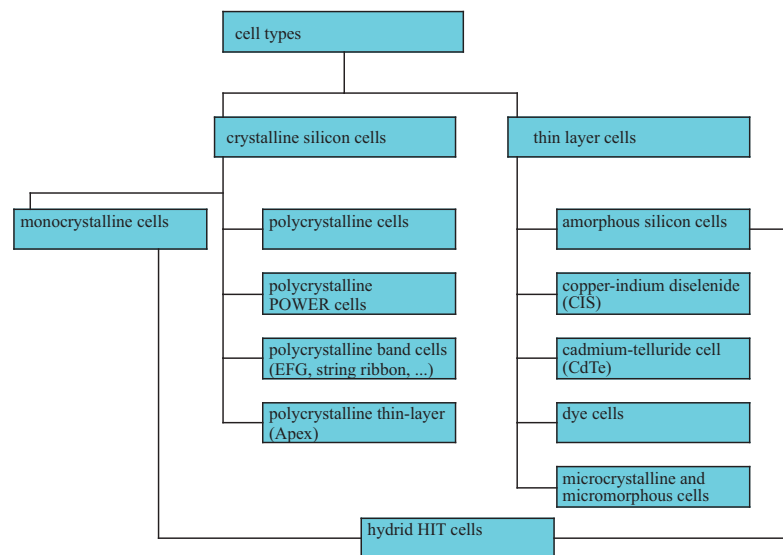 cell types
crystalline silicon cells
thin layer cells
monocrystalline cells
polycrystalline cells
amorphous silicon cells
polycrystalline
POWER cells
copper-indium diselenide
(CIS)
polycrystalline band cells
(EFG, string ribbon, ...)
cadmium-telluride cell
(CdTe)
polycrystalline thin-layer
(Apex)
dye cells
microcrystalline and
micromorphous cells
hydrid HIT cells